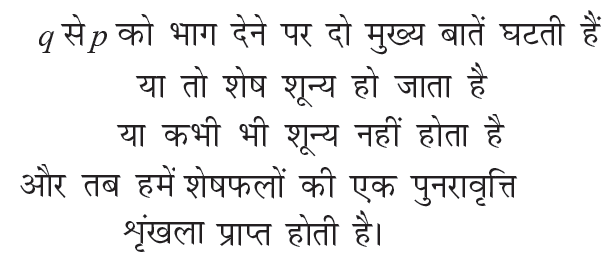 q से p को भाग देने पर दो मुख्य बातें घटती हैं
या तो शेष शून्य हो जाता है
या कभी भी शून्य नहीं होता है
और तब हमें शेषफलों की एक पुनरावृत्ति
शृंखला प्राप्त होती है।